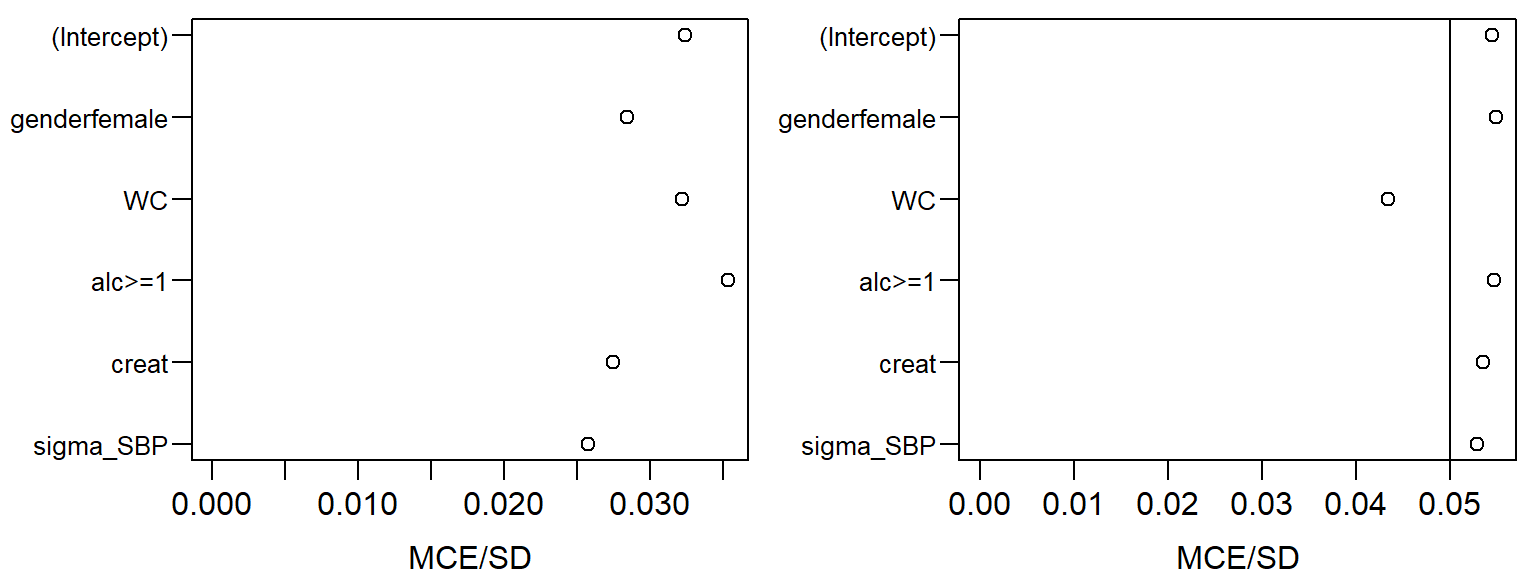 (Intercept)
genderfemale
WC
alc>=1
creat
sigma_SBP
0.000 0.010 0.020 0.030
MCE/SD
(Intercept)
genderfemale
WC
alc>=1
creat
sigma_SBP
0.00 0.01 0.02 0.03 0.04 0.05
MCE/SD